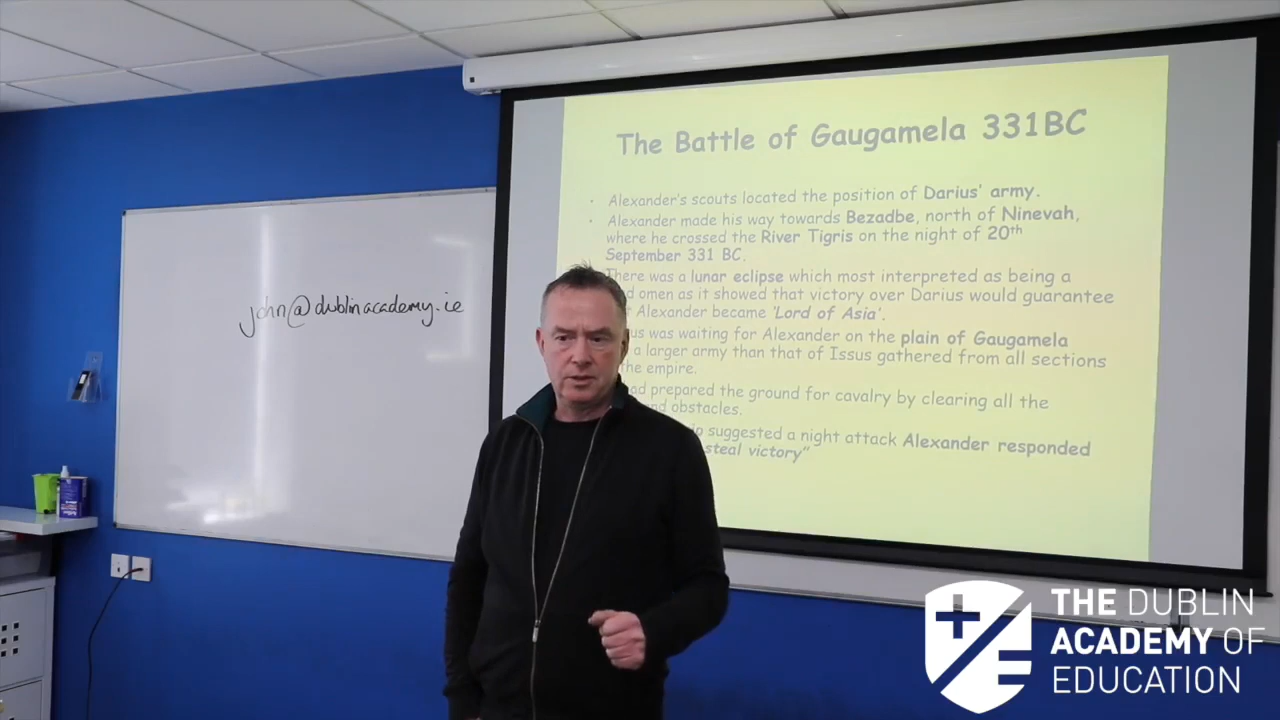 The Battle of Gaugamela 331BC
• Alexander's scouts located the position of Darius' army.
• Alexander made his way towards Bezadbe, north of Ninevah,
where he crossed the River Tigris on the night of 20th
September 331 BC.
There was a lunar eclipse which most interpreted as being a
omen as it showed that victory over Darius would guarantee
Alexander became 'Lord of Asia'.
was waiting for Alexander on the plain of Gaugamela
a larger army than that of Issus gathered from all sections
the empire.
had prepared the ground for cavalry by clearing all the
and obstacles.
suggested a night attack Alexander responded
steal victory"
john@dublinacademy.ie
THE DUBLIN
ACADEMY OF
EDUCATION